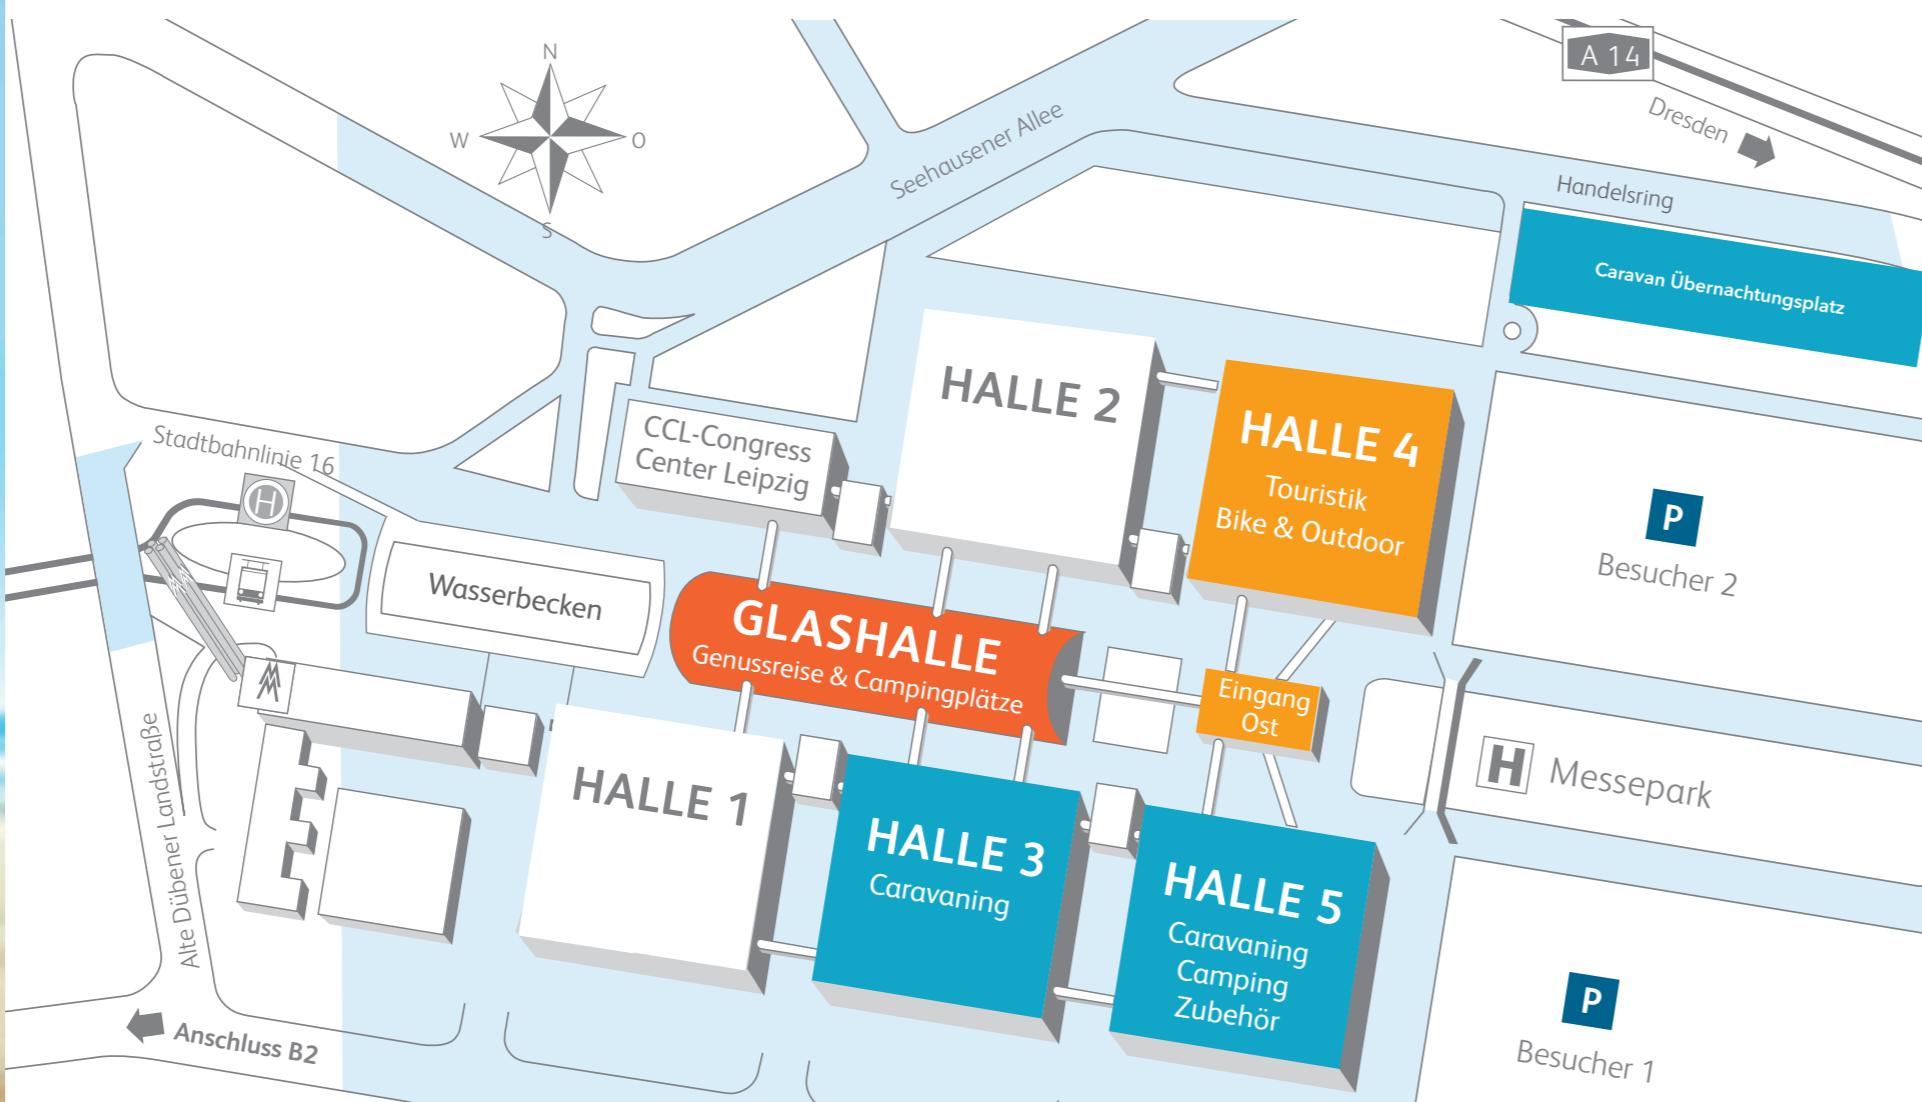 A 14
Dresden
N
W
O
S
Seehausener Allee
Handelsring
Caravan Übernachtungsplatz
HALLE 2
CCL-Congress
Center Leipzig
HALLE 4
Touristik
Bike & Outdoor
Stadtbahnlinie 16
H
P
Besucher 2
Wasserbecken
GLASHALLE
Genussreise & Campingplätze
Eingang
Ost
H
Messepark
HALLE 1
HALLE 3
Caravaning
HALLE 5
Caravaning
Camping
Zubehör
Alte Dübener Landstraße
Anschluss B2
P
Besucher 1